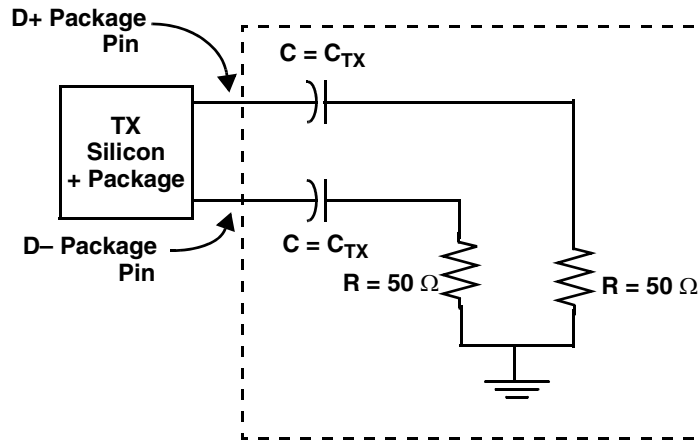 D+ Package
Pin
C = CTX
TX
Silicon
+ Package
D– Package
Pin
C = CTX
R = 50 Ω
R = 50 Ω